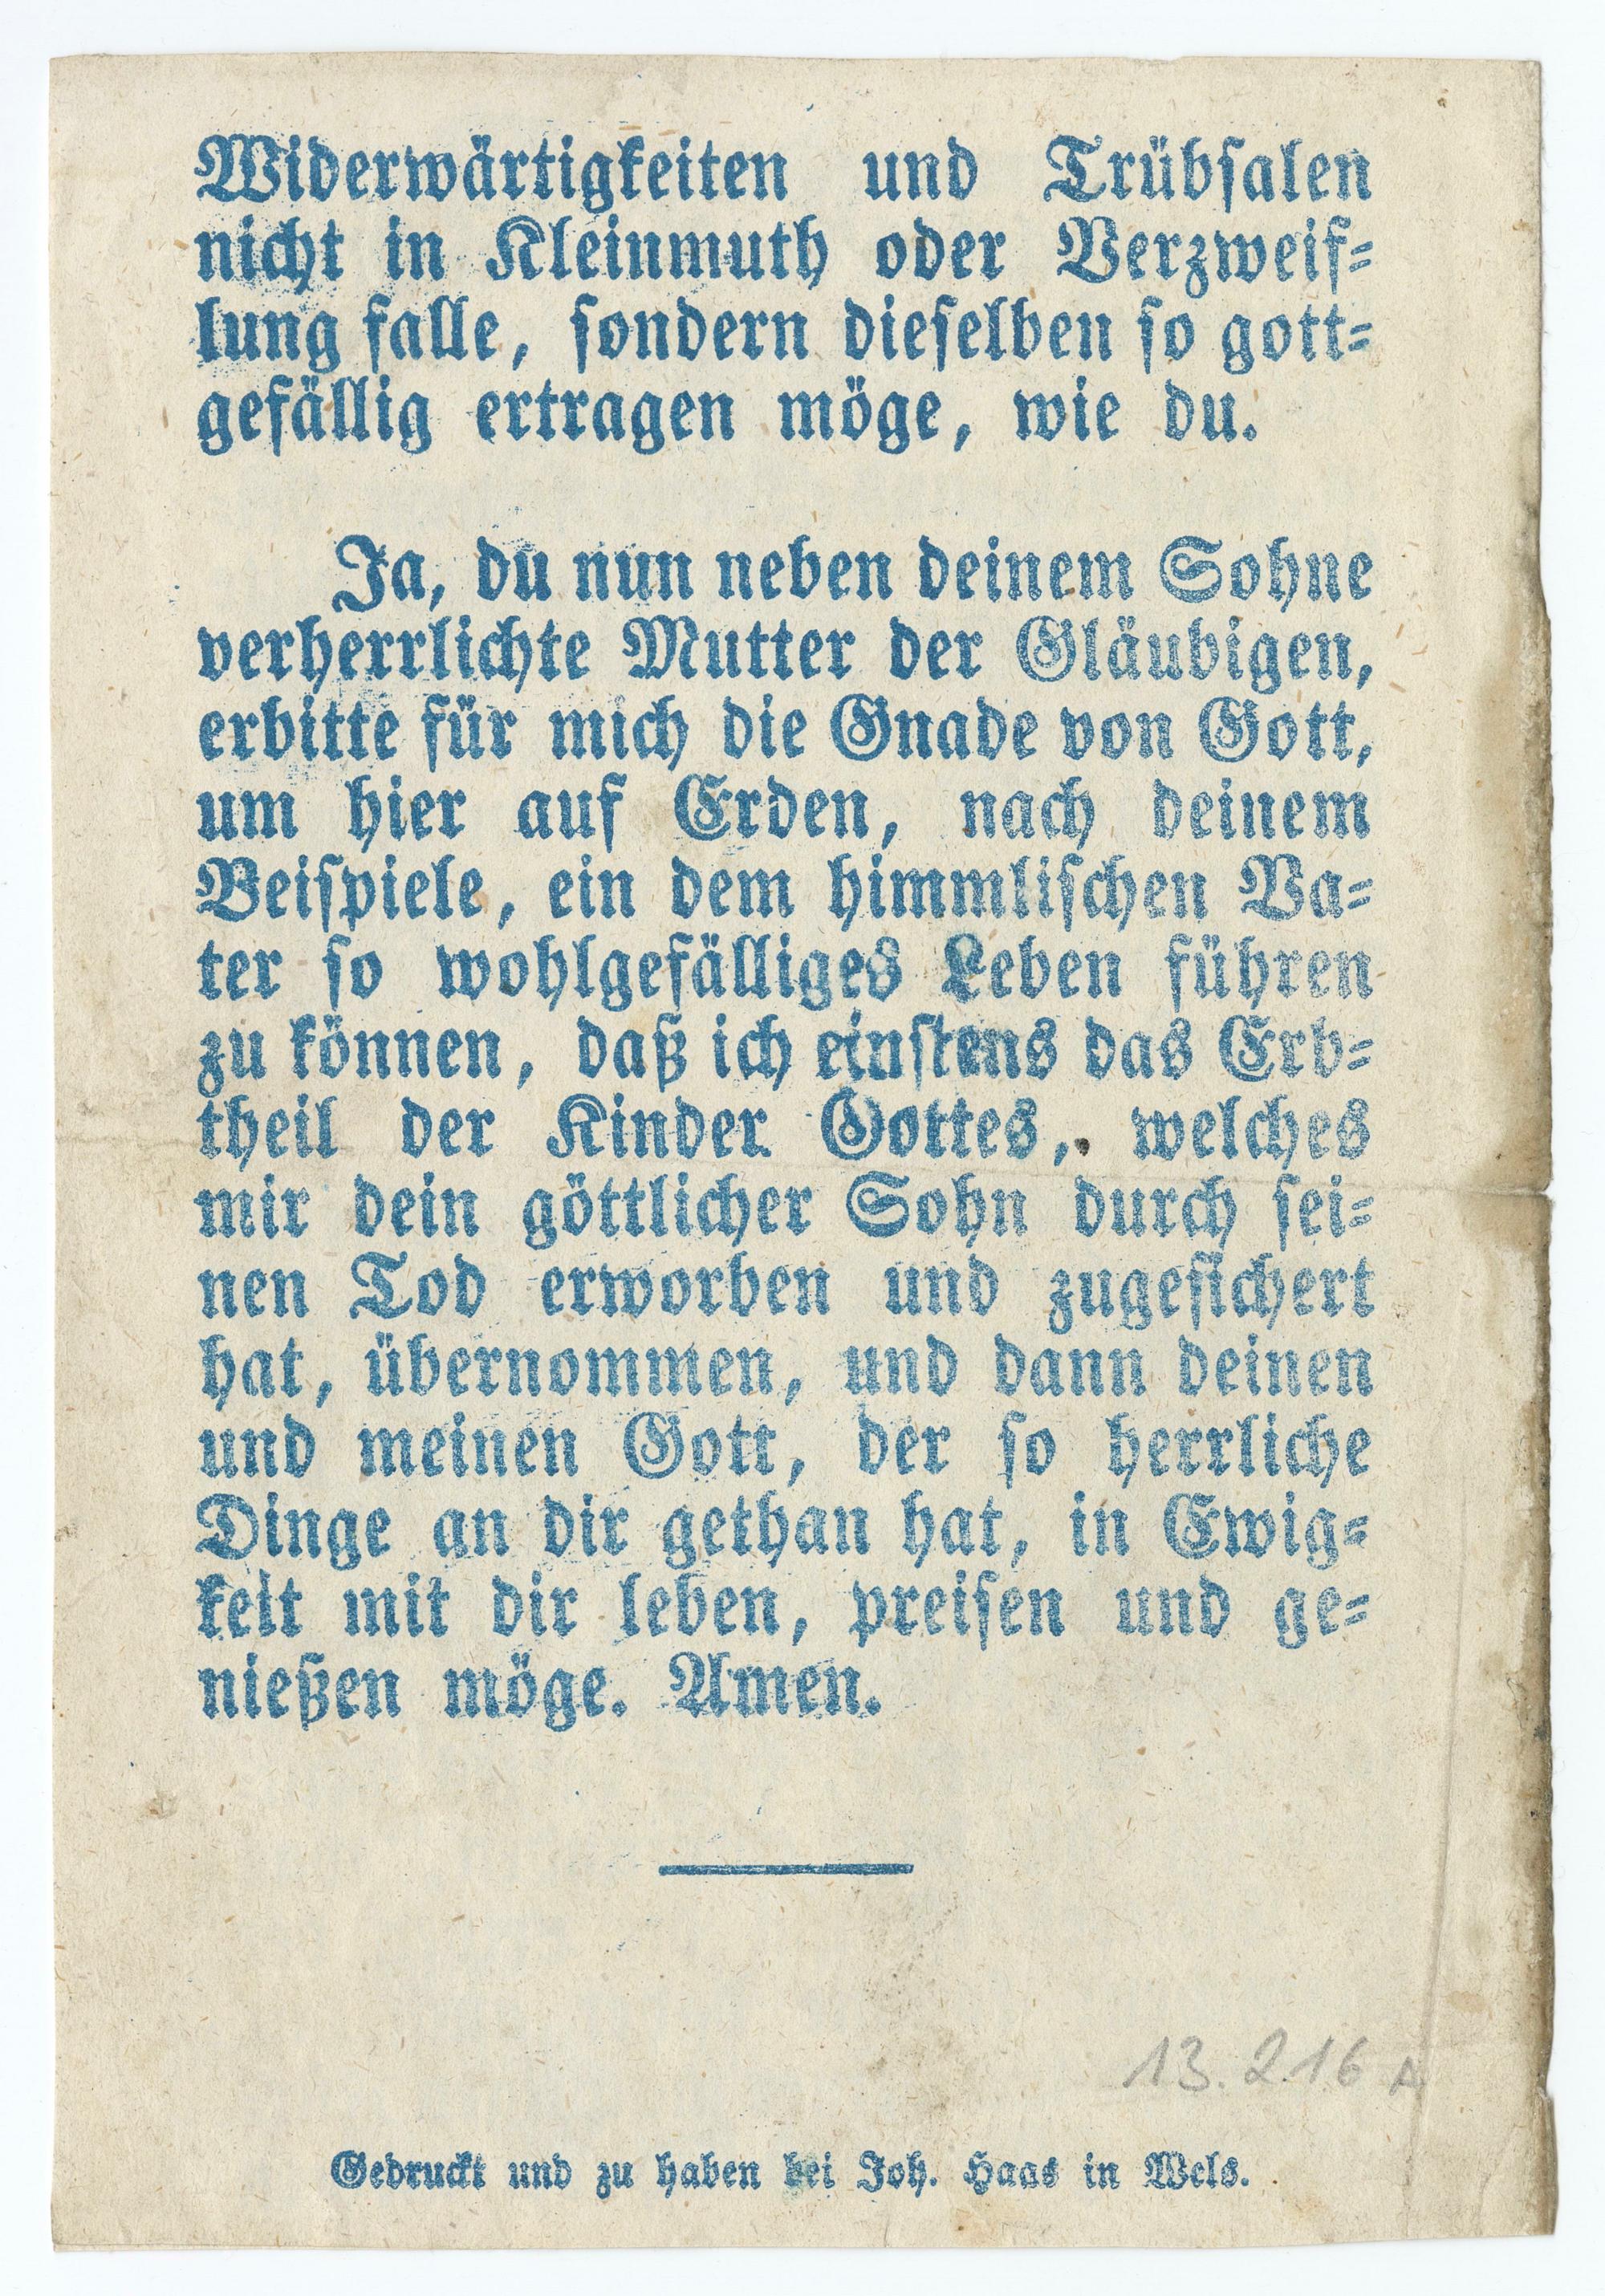 Widerwärtigkeiten und Trübsalen
nicht in Kleinmuth oder Verzweif-
lung falle, sondern dieselben so gott-
gefällig ertragen möge, wie du.
Ja, du nun neben deinem Sohne
verherrlichte Mutter der Gläubigen,
erbitte für mich die Gnade von Gott,
um hier auf Erden, nach deinem
Beispiele, ein dem himmlischen Va-
ter so wohlgefälliges Leben führen
zu können, daß ich einstens das Erb-
theil der Kinder Gottes, welches
mir dein göttlicher Sohn durch sei-
nen Tod erworben und zugesichert
hat, übernommen, und dann deinen
und meinen Gott, der so herrliche
Dinge an dir gethan hat, in Ewig-
keit mit dir leben, preisen und ge-
nießen möge. Amen.
13.216 A
Gedruckt und zu haben bei Joh. Haas in Wels.